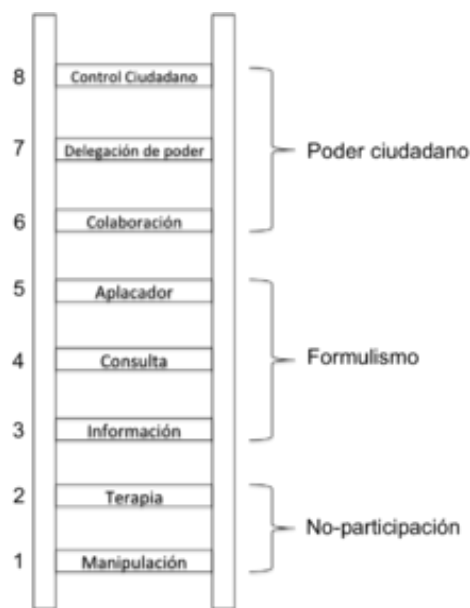 8 Control Ciudadano
7 Delegación de poder
Poder ciudadano
6 Colaboración
5 Aplacador
4 Consulta
Formulismo
3 Información
2 Terapia
No-participación
1 Manipulación